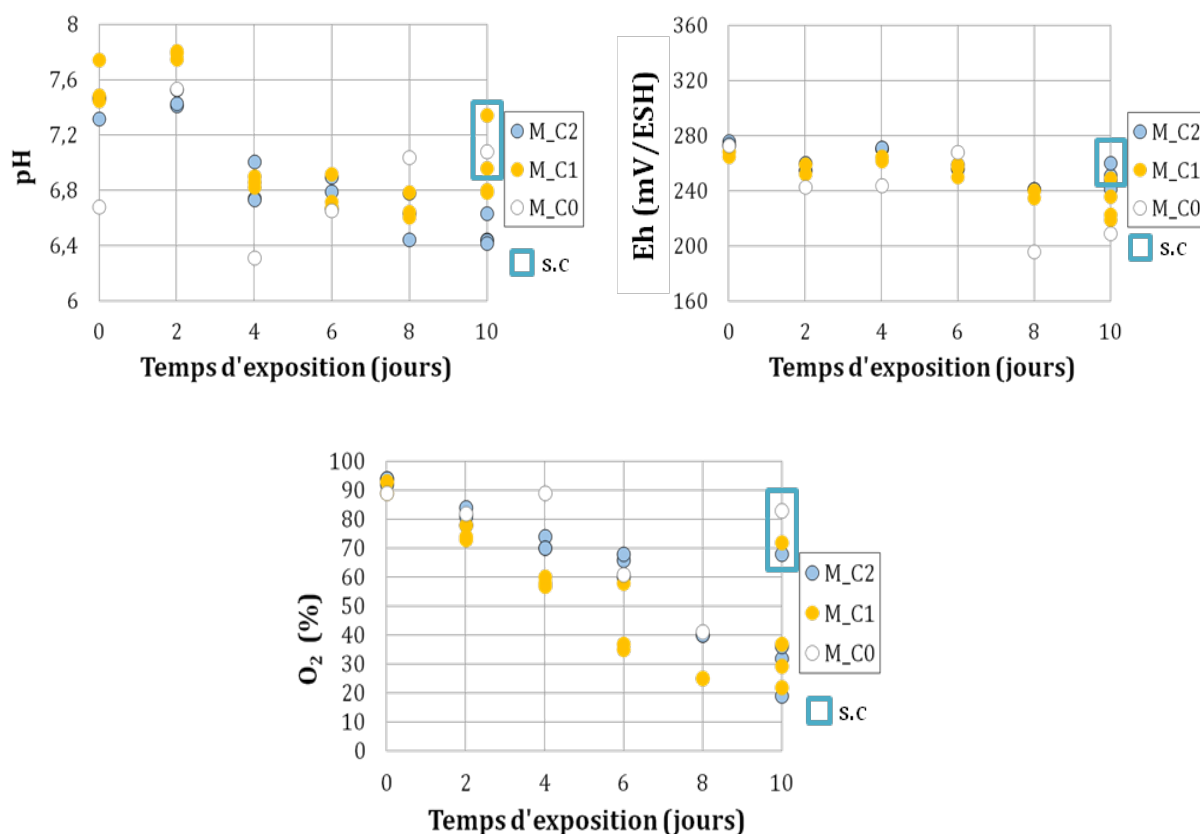 8
7,6
7,2
6,8
6,4
6
pH
0 2 4 6 8 10
Temps d'exposition (jours)
M_C2
M_C1
M_C0
s.c
360
320
280
240
200
160
Eh (mV/ESH)
0 2 4 6 8 10
Temps d'exposition (jours)
M_C2
M_C1
M_C0
s.c
100
90
80
70
60
50
40
30
20
10
0
O₂ (%)
0 2 4 6 8 10
Temps d'exposition (jours)
M_C2
M_C1
M_C0
s.c